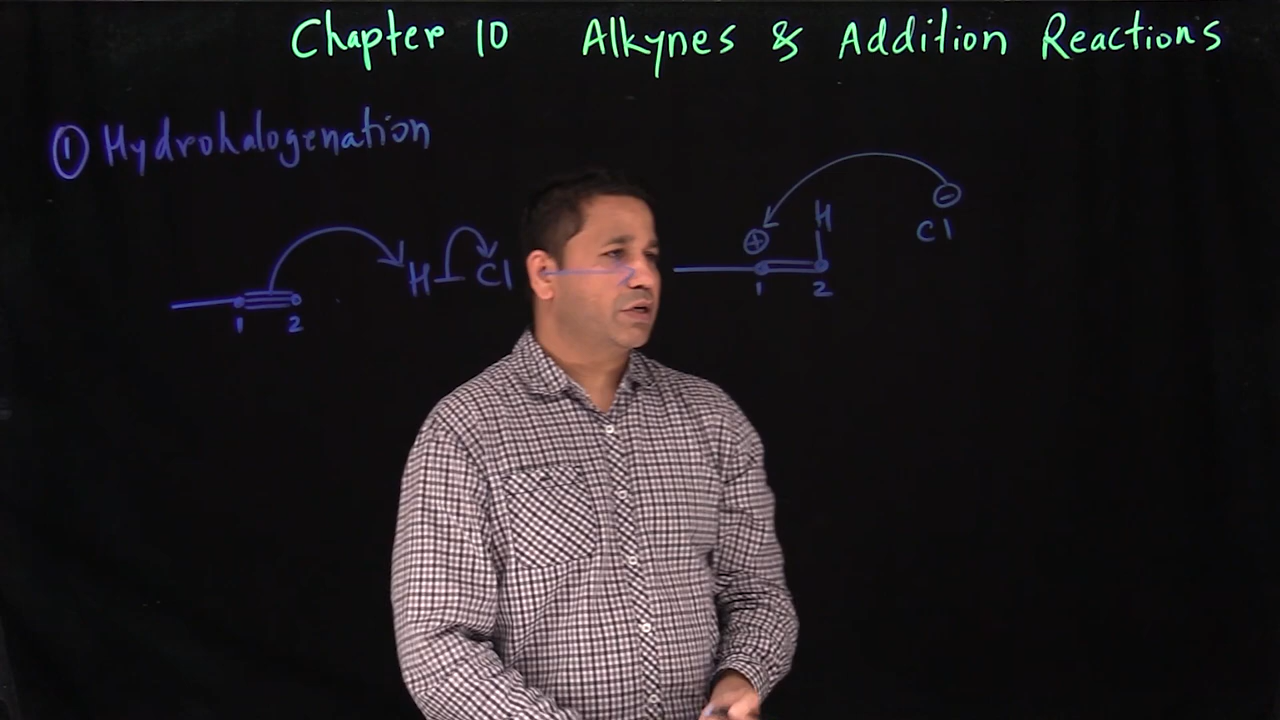 Chapter 10 Alkynes & Addition Reactions
① Hydrohalogenation
⊕ H ⊖
Cl
H Cl
1 2
1 2